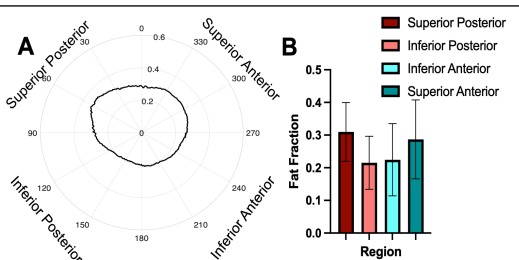 A
0
0.6
30
330
0.4
60
300
0.2
90
0
270
120
240
150
210
180
Superior Posterior
Superior Anterior
Inferior Posterior
Inferior Anterior
B
Superior Posterior
Inferior Posterior
Inferior Anterior
Superior Anterior
0.5
0.4
0.3
0.2
0.1
0.0
Fat Fraction
Region